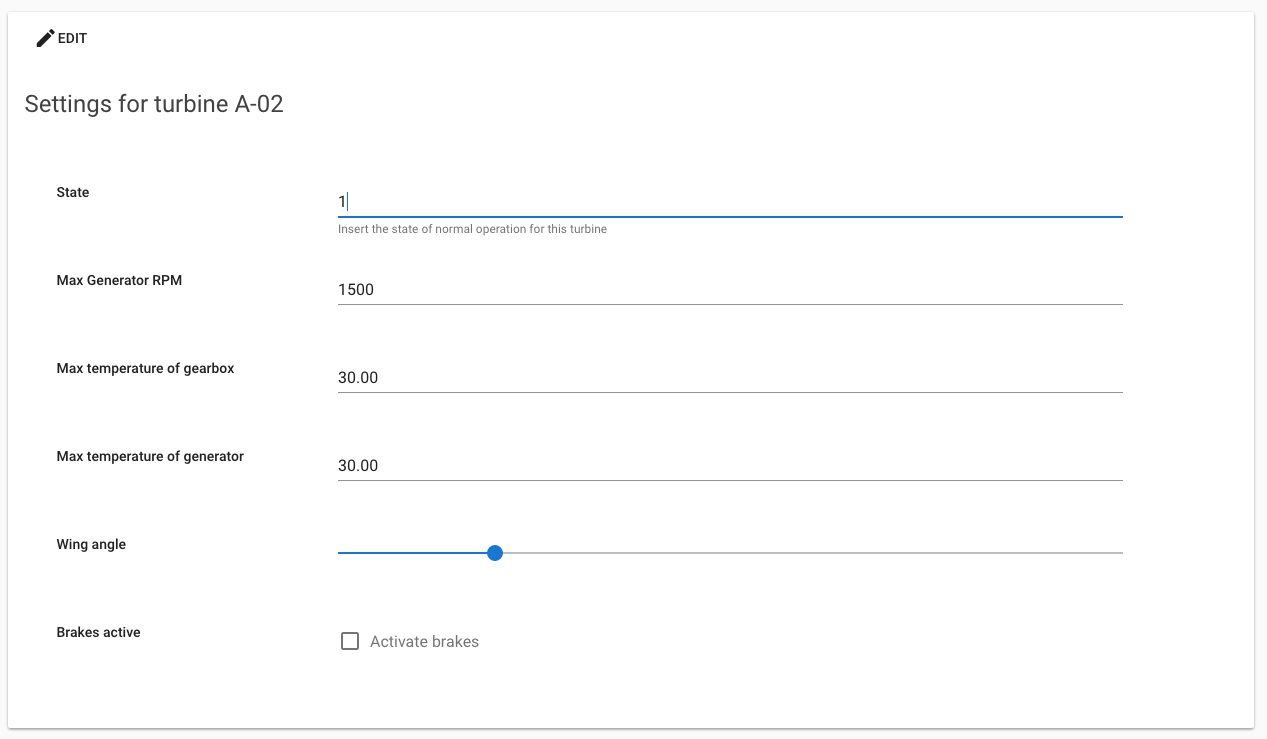 EDIT
Settings for turbine A-02
State
1
Insert the state of normal operation for this turbine
Max Generator RPM
1500
Max temperature of gearbox
30.00
Max temperature of generator
30.00
Wing angle
Brakes active
Activate brakes